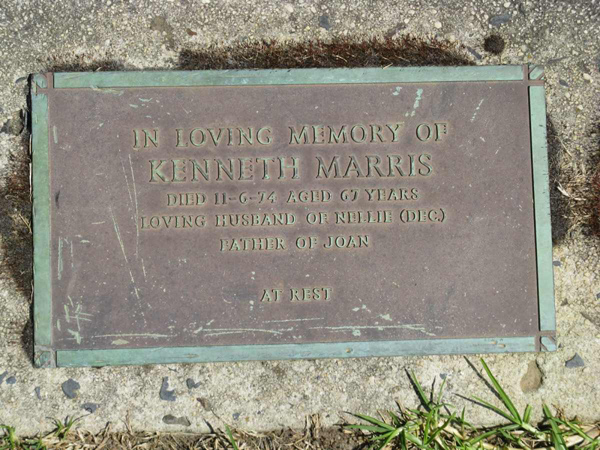 IN LOVING MEMORY OF
KENNETH MARRIS
DIED 11-6-74 AGED 67 YEARS
LOVING HUSBAND OF NELLIE (DEC.)
FATHER OF JOAN
AT REST